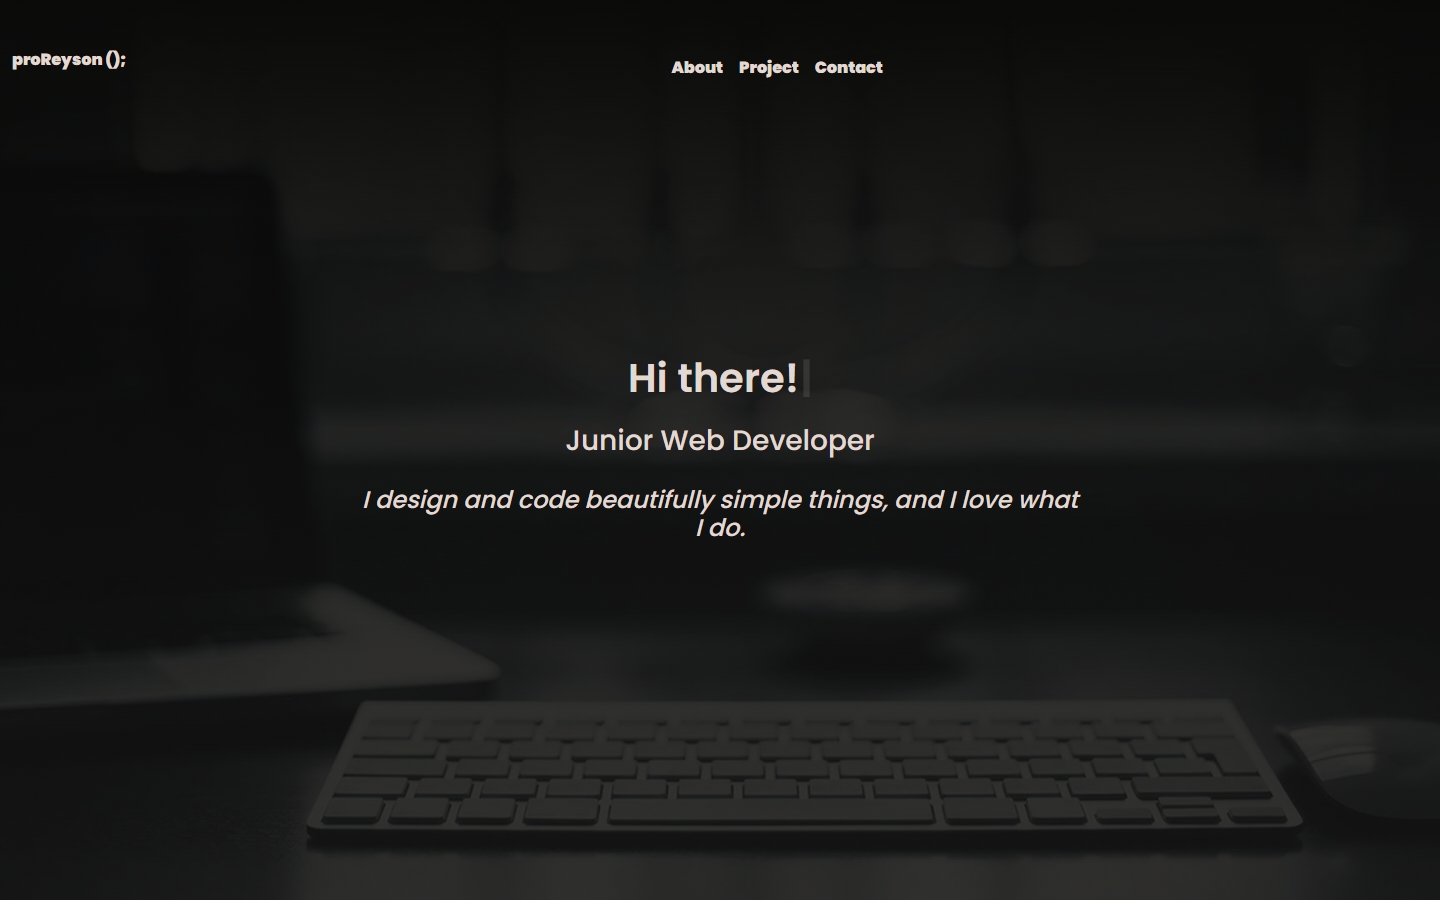 proReyson ();
About Project Contact
Hi there!
Junior Web Developer
I design and code beautifully simple things, and I love what
I do.